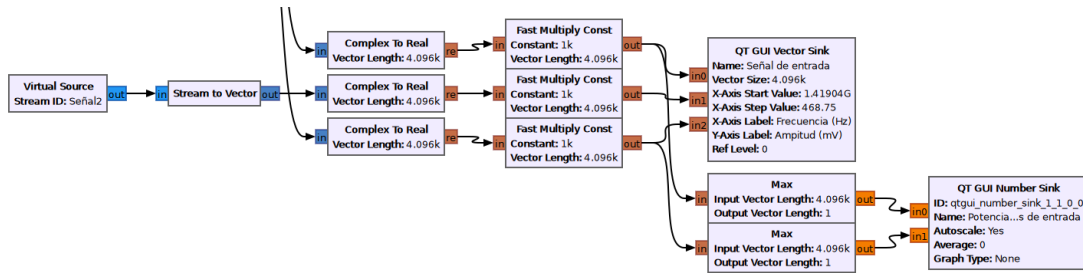 Virtual Source
Stream ID: Señal2
out
in
Stream to Vector
out
in
Complex To Real
Vector Length: 4.096k
re
in
Fast Multiply Const
Constant: 1k
Vector Length: 4.096k
out
in
Complex To Real
Vector Length: 4.096k
re
in
Fast Multiply Const
Constant: 1k
Vector Length: 4.096k
out
in
Complex To Real
Vector Length: 4.096k
re
in
Fast Multiply Const
Constant: 1k
Vector Length: 4.096k
out
in0
in1
in2
QT GUI Vector Sink
Name: Señal de entrada
Vector Size: 4.096k
X-Axis Start Value: 1.41904G
X-Axis Step Value: 468.75
X-Axis Label: Frecuencia (Hz)
Y-Axis Label: Ampitud (mV)
Ref Level: 0
in
Max
Input Vector Length: 4.096k
Output Vector Length: 1
out
in
Max
Input Vector Length: 4.096k
Output Vector Length: 1
out
in0
in1
QT GUI Number Sink
ID: qtgui_number_sink_1_1_0_0
Name: Potencia...s de entrada
Autoscale: Yes
Average: 0
Graph Type: None